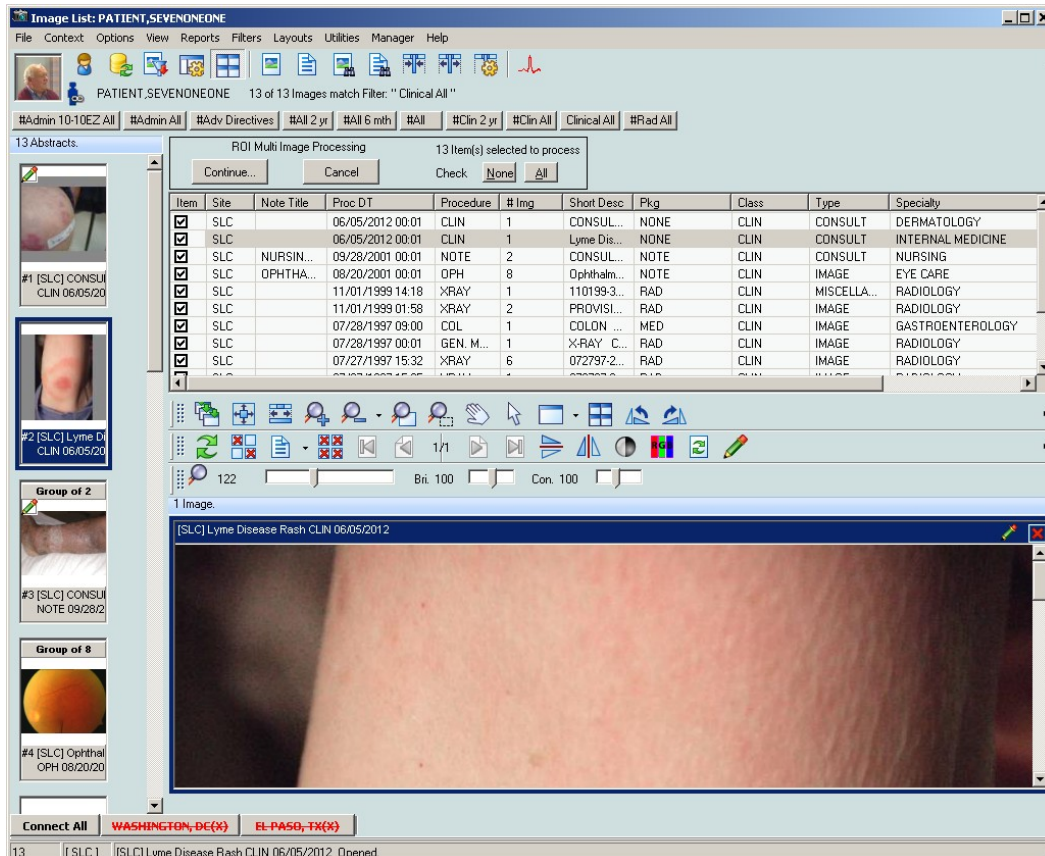 Image List: PATIENT,SEVENONEONE
File Context Options View Reports Filters Layouts Utilities Manager Help
PATIENT,SEVENONEONE 13 of 13 Images match Filter: " Clinical All "
#Admin 10-10EZ All #Admin All #Adv Directives #All 2 yr #All 6 mth #All #Clin 2 yr #Clin All Clinical All #Rad All
13 Abstracts.
#1 [SLC] CONSUL
CLIN 06/05/20
#2 [SLC] Lyme Di
CLIN 06/05/20
Group of 2
#3 [SLC] CONSUL
NOTE 09/28/2
Group of 8
#4 [SLC] Ophthal
OPH 08/20/20
ROI Multi Image Processing 13 Item(s) selected to process
Continue... Cancel Check None All
Item Site Note Title Proc DT Procedure # Img Short Desc Pkg Class Type Specialty
SLC 06/05/2012 00:01 CLIN 1 CONSUL... NONE CLIN CONSULT DERMATOLOGY
SLC 06/05/2012 00:01 CLIN 1 Lyme Dis... NONE CLIN CONSULT INTERNAL MEDICINE
SLC NURSIN... 09/28/2001 00:01 NOTE 2 CONSUL... NOTE CLIN CONSULT NURSING
SLC OPHTHA... 08/20/2001 00:01 OPH 8 Ophthalm... NOTE CLIN IMAGE EYE CARE
SLC 11/01/1999 14:18 XRAY 1 110199-3... RAD CLIN MISCELLA... RADIOLOGY
SLC 11/01/1999 01:58 XRAY 2 PROVISI... RAD CLIN IMAGE RADIOLOGY
SLC 07/28/1997 09:00 COL 1 COLON ... MED CLIN IMAGE GASTROENTEROLOGY
SLC 07/28/1997 00:01 GEN. M... 1 X-RAY C... RAD CLIN IMAGE RADIOLOGY
SLC 07/27/1997 15:32 XRAY 6 072797-2... RAD CLIN IMAGE RADIOLOGY
1/1
RGB
122 Bri. 100 Con. 100
1 Image.
[SLC] Lyme Disease Rash CLIN 06/05/2012
Connect All WASHINGTON, DC(X) EL PASO, TX(X)
13 [SLC] [SLC] Lyme Disease Rash CLIN 06/05/2012 Opened.